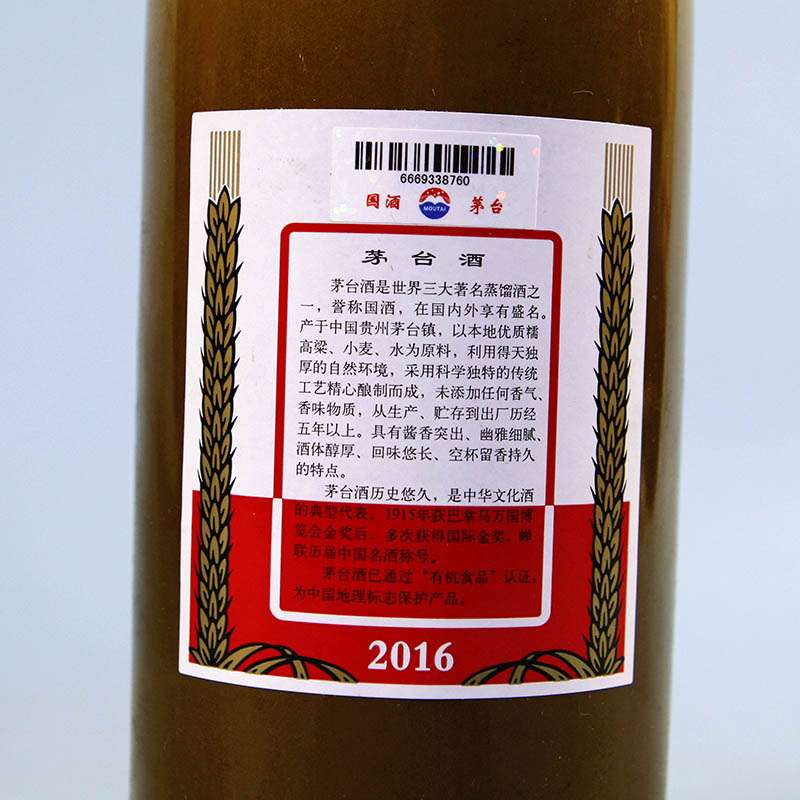 6669338760
国酒 MOUTAI 茅台
茅台酒
茅台酒是世界三大著名蒸馏酒之
一，誉称国酒，在国内外享有盛名。
产于中国贵州茅台镇，以本地优质糯
高粱、小麦、水为原料，利用得天独
厚的自然环境，采用科学独特的传统
工艺精心酿制而成，未添加任何香气、
香味物质，从生产、贮存到出厂历经
五年以上。具有酱香突出、幽雅细腻、
酒体醇厚、回味悠长、空杯留香持久
的特点。
茅台酒历史悠久，是中华文化酒
的典型代表，1915年获巴拿马万国博
览会金奖后，多次获得国际金奖，蝉
联历届中国名酒称号。
茅台酒已通过“有机食品”认证，
为中国地理标志保护产品。
2016